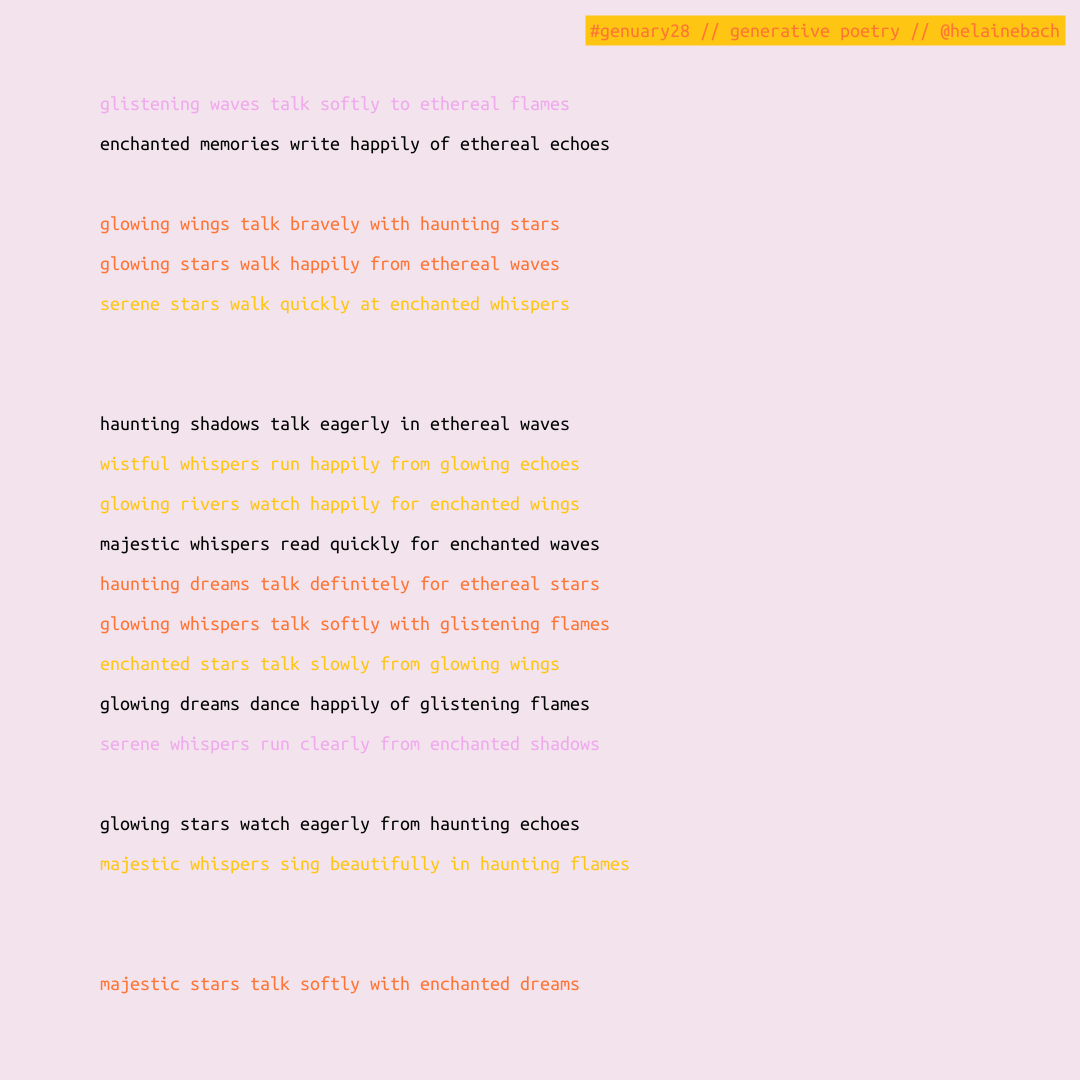 #genuary28 // generative poetry // @helainebach
glistening waves talk softly to ethereal flames
enchanted memories write happily of ethereal echoes
glowing wings talk bravely with haunting stars
glowing stars walk happily from ethereal waves
serene stars walk quickly at enchanted whispers
haunting shadows talk eagerly in ethereal waves
wistful whispers run happily from glowing echoes
glowing rivers watch happily for enchanted wings
majestic whispers read quickly for enchanted waves
haunting dreams talk definitely for ethereal stars
glowing whispers talk softly with glistening flames
enchanted stars talk slowly from glowing wings
glowing dreams dance happily of glistening flames
serene whispers run clearly from enchanted shadows
glowing stars watch eagerly from haunting echoes
majestic whispers sing beautifully in haunting flames
majestic stars talk softly with enchanted dreams